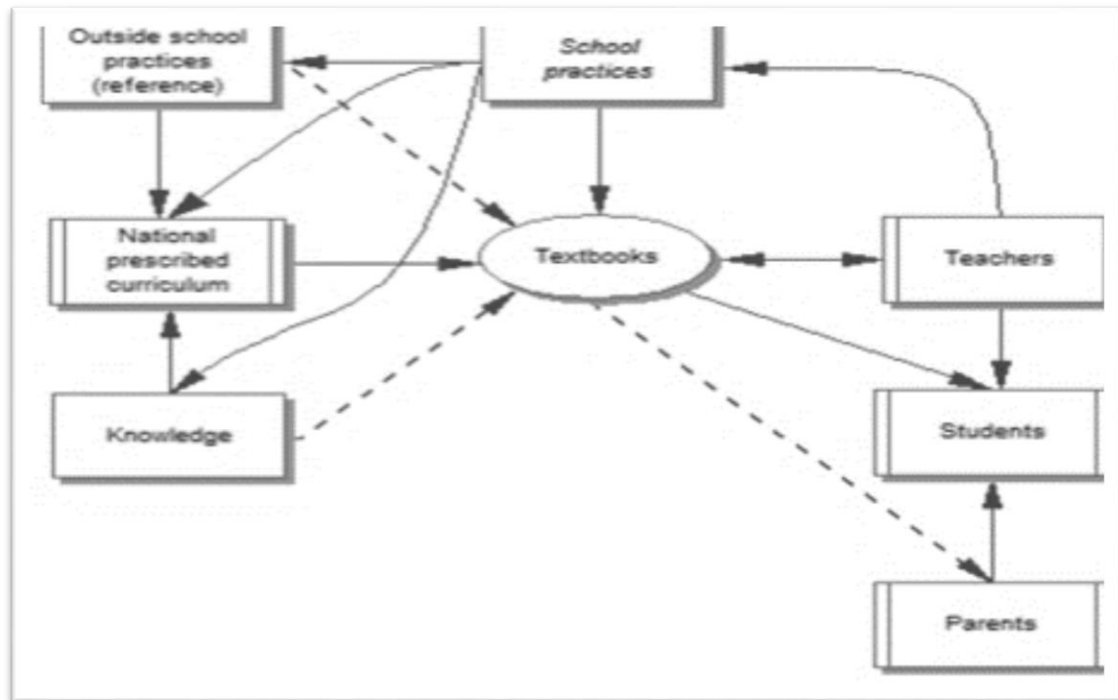 Outside school
practices
(reference)
School
practices
National
prescribed
curriculum
Textbooks
Teachers
Knowledge
Students
Parents